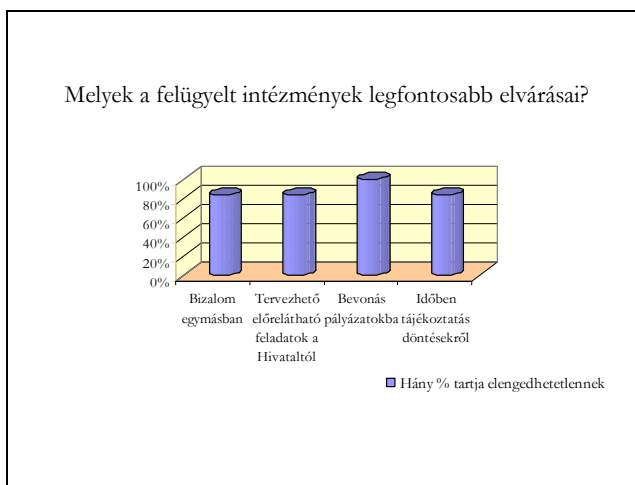 Melyek a felügyelt intézmények legfontosabb elvárásai?
100%
80%
60%
40%
20%
0%
Bizalom
egymásban
Tervezhető
előrelátható
feladatok a
Hivataltól
Bevonás
pályázatokba
Időben
tájékoztatás
döntésekről
Hány % tartja elengedhetetlennek